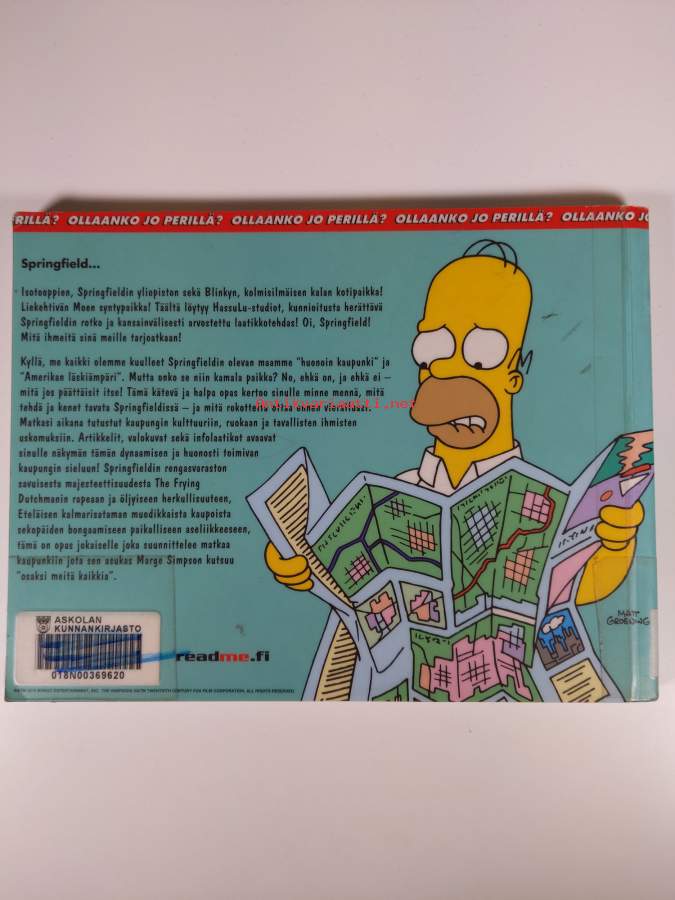 RILLÄ? OLLAANKO JO PERILLÄ? OLLAANKO JO PERILLÄ? OLLAANKO JO PERILLÄ? OLLAANKO JO
Springfield...
Isotooppien, Springfieldin yliopiston sekä Blinkyn, kolmisilmäisen kalan kotipaikka!
Liekehtivän Moen syntypaikka! Täältä löytyy HassuLu-studiot, kunnioitusta herättävä
Springfieldin rotko ja kansainvälisesti arvostettu laatikkotehdas! Oi, Springfield!
Mitä ihmeitä sinä meille tarjoatkaan!
Kyllä, me kaikki olemme kuulleet Springfieldin olevan maamme "huonoin kaupunki" ja
"Amerikan läskiämpäri". Mutta onko se niin kamala paikka? No, ehkä on, ja ehkä ei –
mitä jos päättäisit itse! Tämä kätevä ja halpa opas kertoo sinulle minne mennä, mitä
tehdä ja kenet tavata Springfieldissä – ja mitä rokotteita ottaa ennen vierailuasi.
Matkasi aikana tutustut kaupungin kulttuuriin, ruokaan ja tavallisten ihmisten
uskomuksiin. Artikkelit, valokuvat sekä infolaatikot avaavat
sinulle näkymän tämän dynaamisen ja huonosti toimivan
kaupungin sieluun! Springfieldin rengasvaraston
savuisesta majesteettisuudesta The Frying
Dutchmanin rapeaan ja öljyiseen herkullisuuteen,
Eteläisen kalmarisataman muodikkaista kaupoista
sekopäiden bongaamiseen paikalliseen aseliikkeeseen,
tämä on opas jokaiselle joka suunnittelee matkaa
kaupunkiin jota sen asukas Marge Simpson kutsuu
"osaksi meitä kaikkia".
Antikvariaatti.net
MATT
GROENING
ASKOLAN
KUNNANKIRJASTO
018N00369620
readme.fi